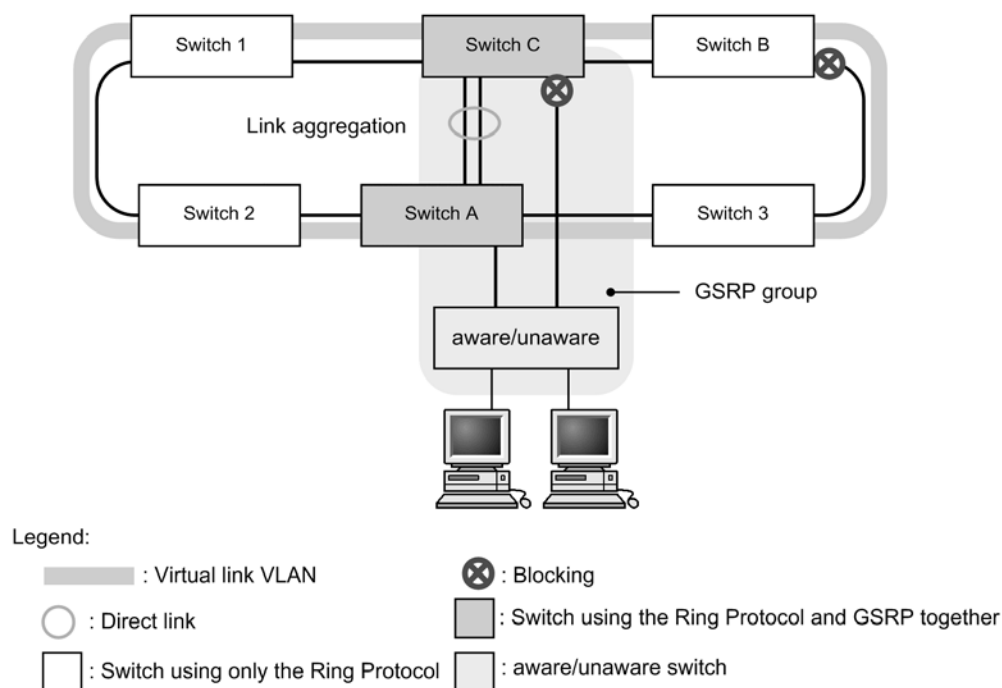 Switch 1
Switch C
Switch B
Link aggregation
Switch 2
Switch A
Switch 3
GSRP group
aware/unaware
Legend:
: Virtual link VLAN
: Blocking
: Direct link
: Switch using the Ring Protocol and GSRP together
: Switch using only the Ring Protocol
: aware/unaware switch